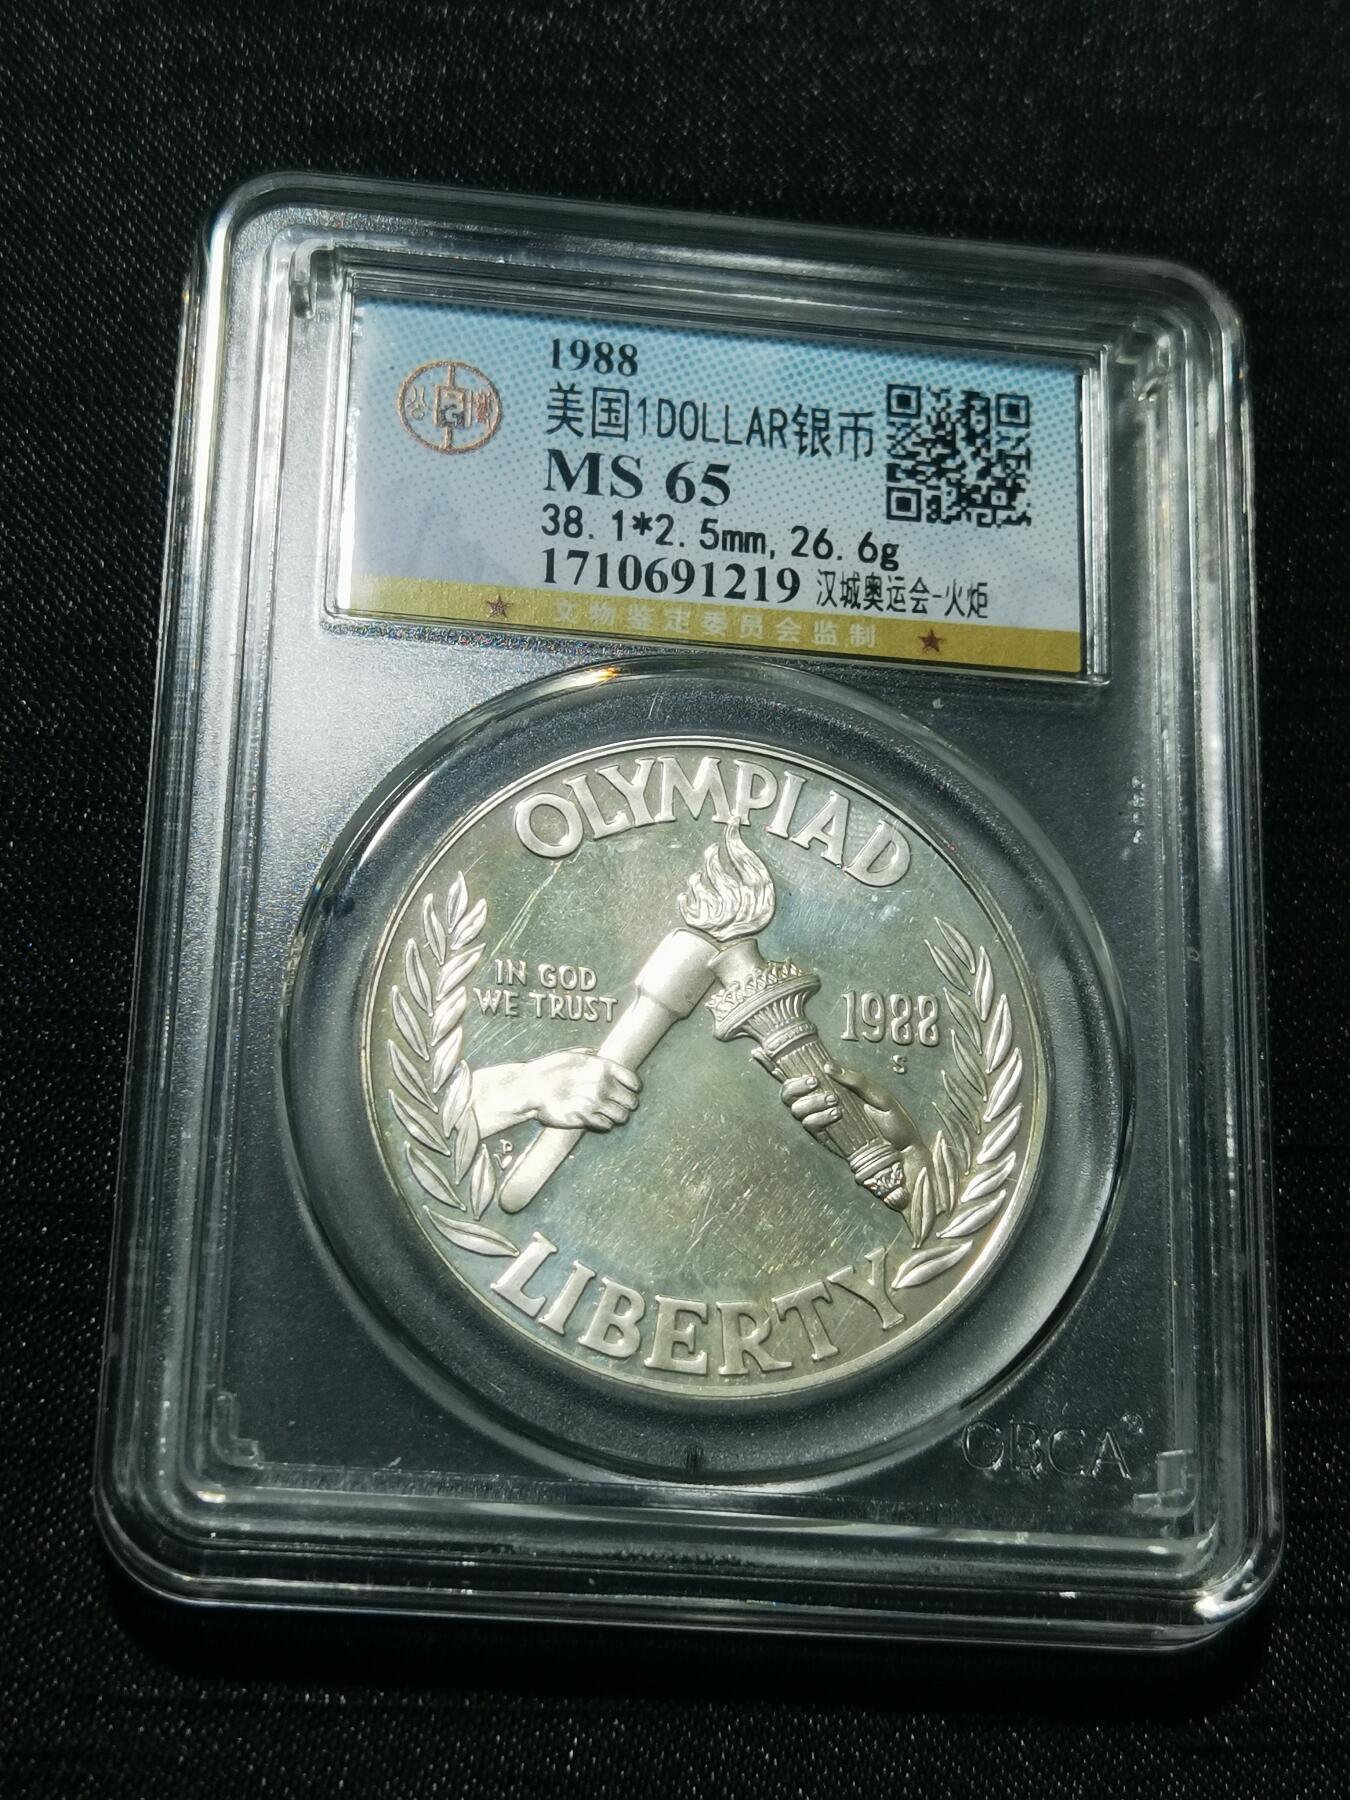 1988
美国1DOLLAR银币
MS 65
38.1*2.5mm, 26.6g
1710691219 汉城奥运会-火炬
文物鉴定委员会监制
OLYMPIAD
IN GOD
WE TRUST
1988
S
LIBERTY
GBCA